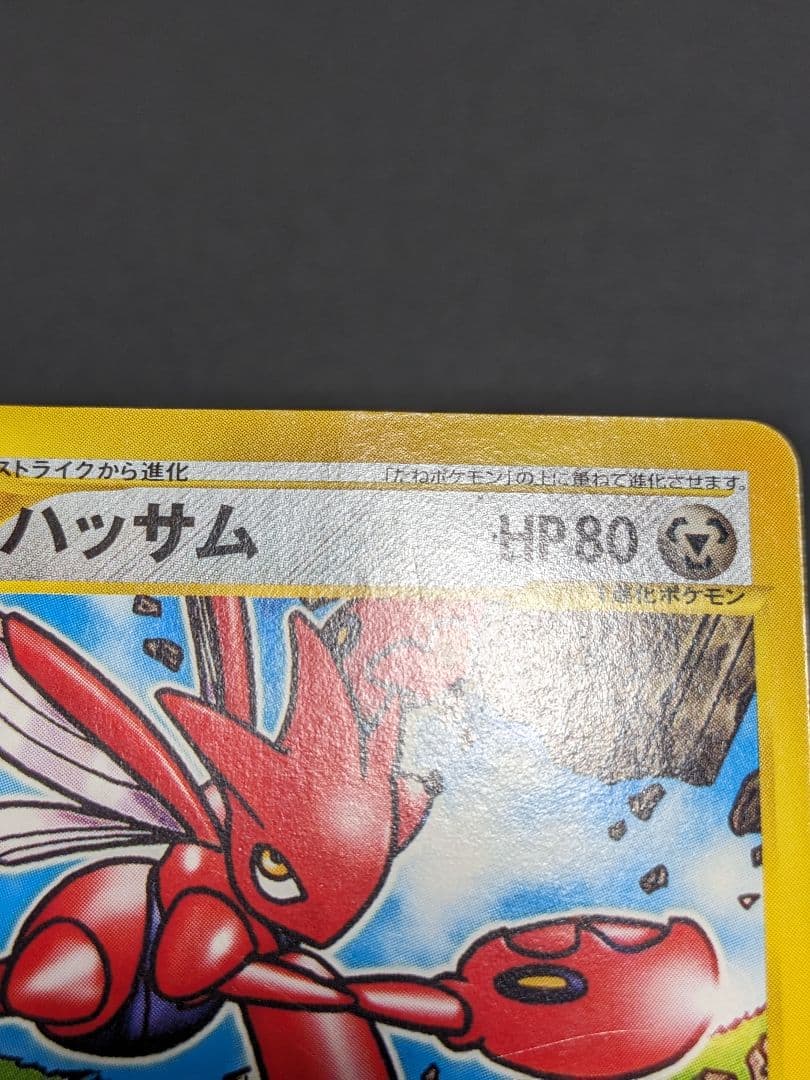 ストライクから進化
「たねポケモン」の上に重ねて進化させます。
ハッサム
HP80
進化ポケモン